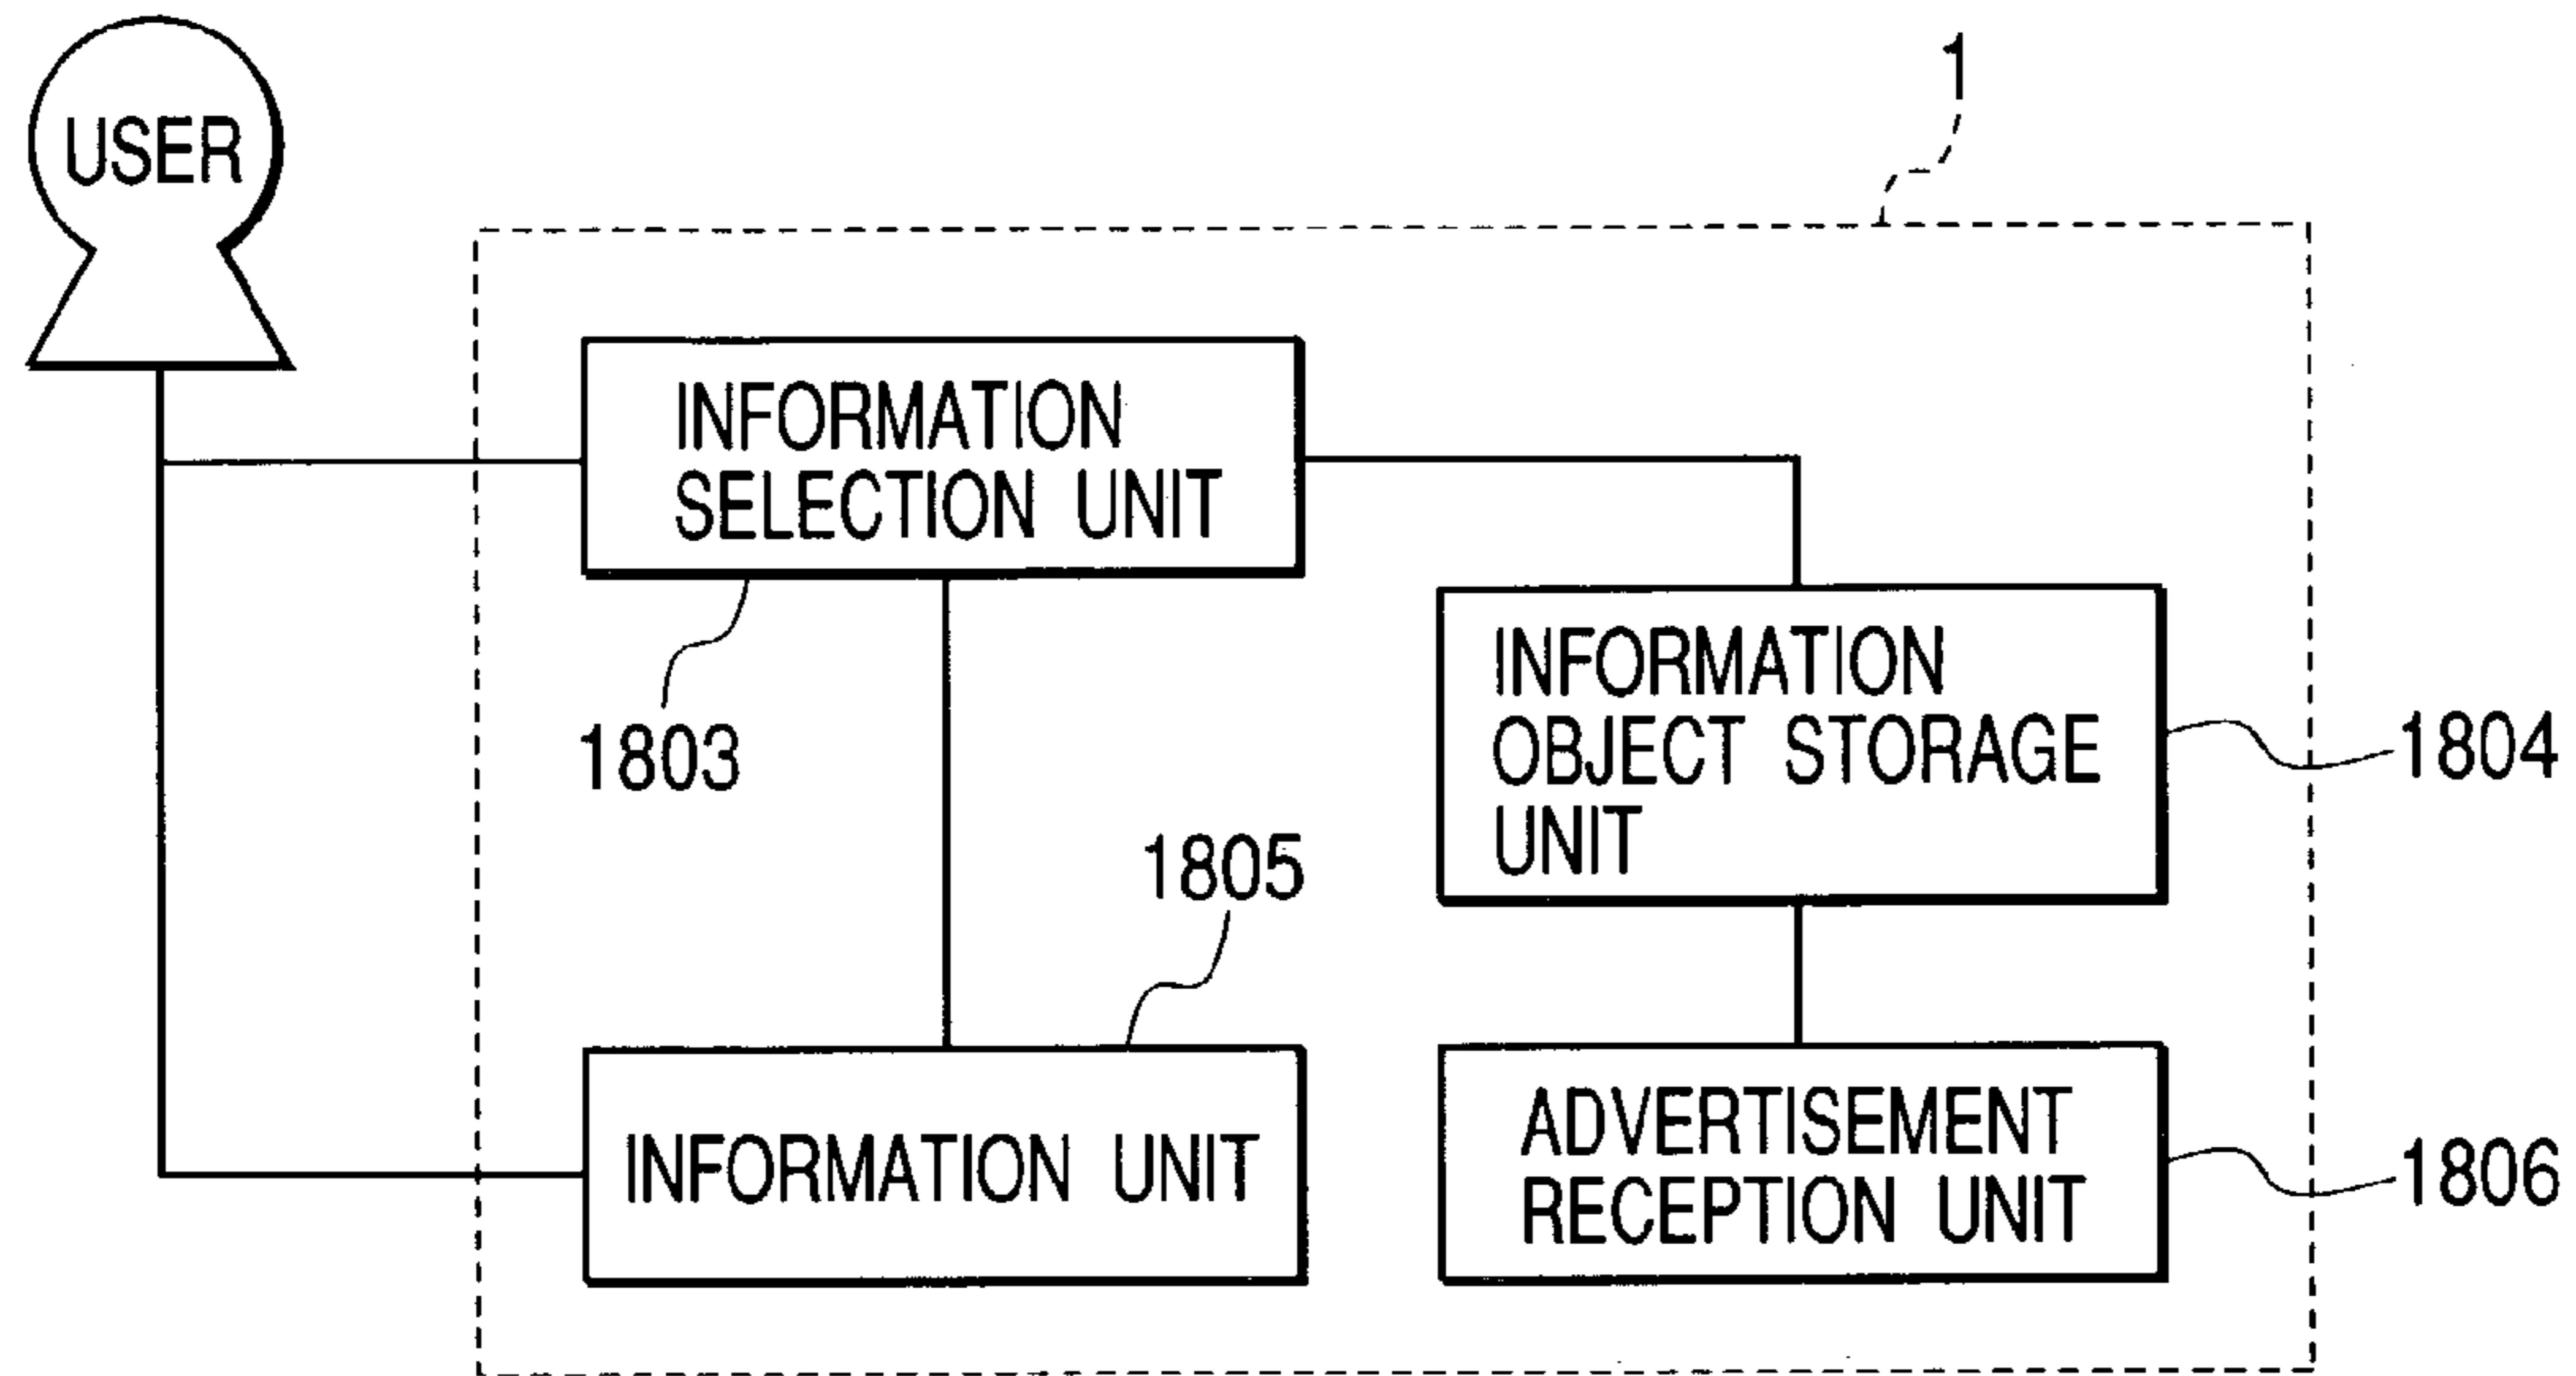 1
USER
INFORMATION
SELECTION UNIT
1803
INFORMATION
OBJECT STORAGE
UNIT
1804
1805
INFORMATION UNIT
ADVERTISEMENT
RECEPTION UNIT
1806